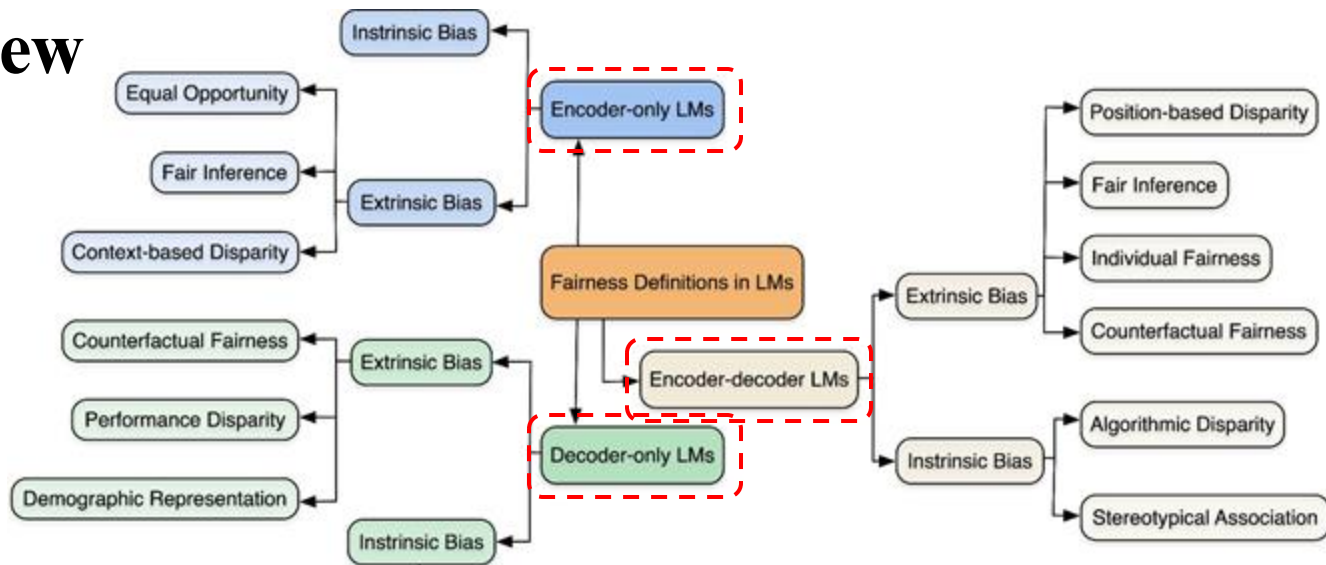 ew
Instrinsic Bias
Equal Opportunity
Encoder-only LMs
Fair Inference
Extrinsic Bias
Context-based Disparity
Fairness Definitions in LMs
Position-based Disparity
Fair Inference
Individual Fairness
Extrinsic Bias
Counterfactual Fairness
Encoder-decoder LMs
Algorithmic Disparity
Instrinsic Bias
Stereotypical Association
Counterfactual Fairness
Extrinsic Bias
Performance Disparity
Decoder-only LMs
Demographic Representation
Instrinsic Bias